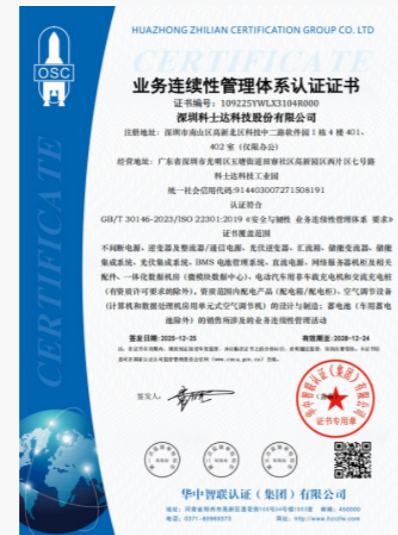 HUAZHONG ZHILIAN CERTIFICATION GROUP CO. LTD
CERTIFICATE
OSC
CERTIFICATE
业务连续性管理体系认证证书
证书编号：109225YWLX3104R000
深圳科士达科技股份有限公司
注册地址：深圳市南山区高新北区科技中二路软件园1栋4楼401、
402室（仅限办公）
经营地址：广东省深圳市光明区玉塘街道田寮社区高新园区西片区七号路
科士达科技工业园
统一社会信用代码:914403007271508191
认证符合
GB/T 30146-2023/ISO 22301:2019《安全与韧性 业务连续性管理体系 要求》
证书覆盖范围
不间断电源、逆变器及整流器/通信电源、光伏逆变器、汇流箱、储能变流器、储能
集成系统、光伏集成系统、BMS电池管理系统、直流电源、网络服务器机柜及相关
配件、一体化数据机房（微模块数据中心）、电动汽车用非车载充电机和交流充电桩
（有资质许可要求的除外）、资质范围内配电产品（配电箱/配电柜）、空气调节设备
（计算机和数据处理机房用单元式空气调节机）的设计与制造；蓄电池（车用蓄电
池除外）的销售所涉及的业务连续性管理活动
签发日期:2025-12-25 有效期至:2028-12-24
签发人：
华中智联认证（集团）有限公司
证书专用章
华中智联认证（集团）有限公司